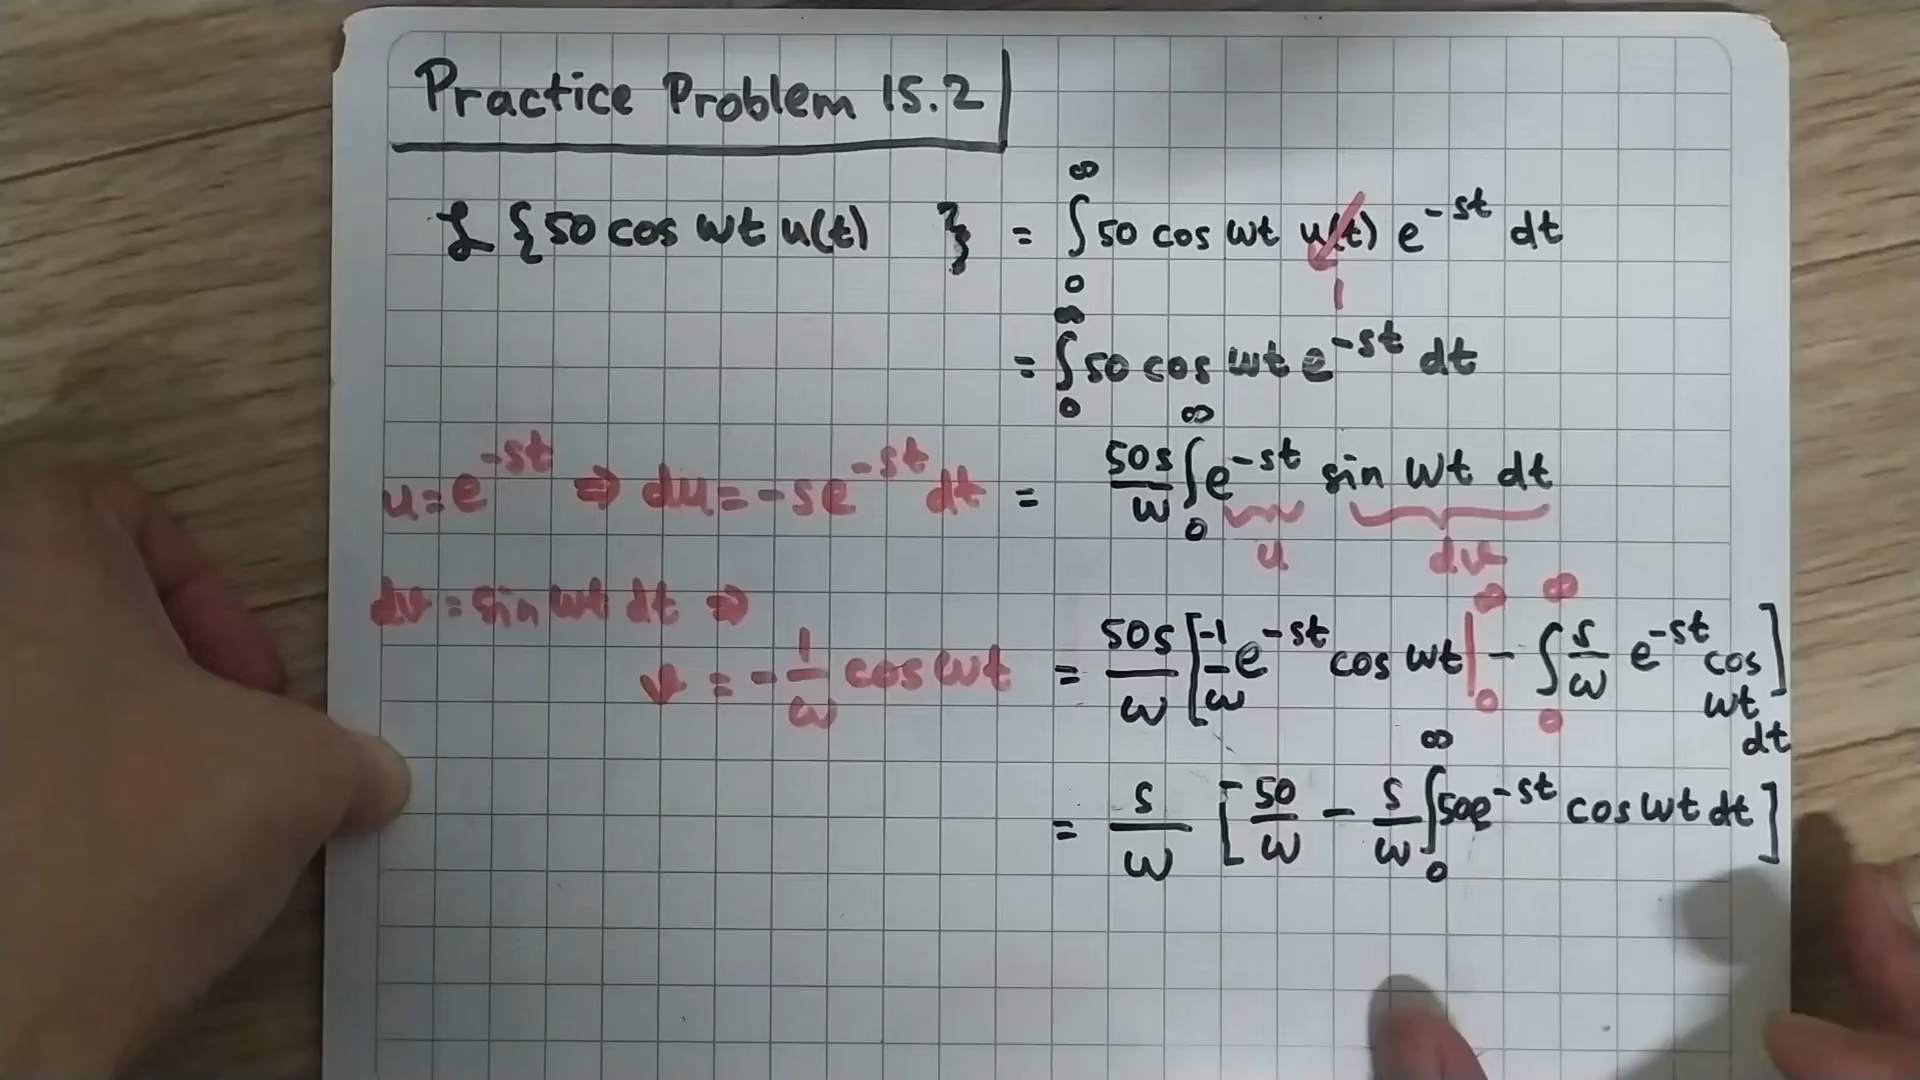 Practice Problem 15.2
ℒ {50 cos ωt u(t) } = ∫₀^∞ 50 cos ωt u(t) e^{-st} dt
1
= ∫₀^∞ 50 cos ωt e^{-st} dt
u = e^{-st} ⇒ du = -se^{-st} dt = 50s/ω ∫₀^∞ e^{-st} sin ωt dt
u dv
dv = sin ωt dt ⇒
v = -1/ω cos ωt = 50s/ω [-1/ω e^{-st} cos ωt |₀^∞ - ∫₀^∞ s/ω e^{-st} cos ωt dt]
= s/ω [50/ω - s/ω ∫₀^∞ 50e^{-st} cos ωt dt]